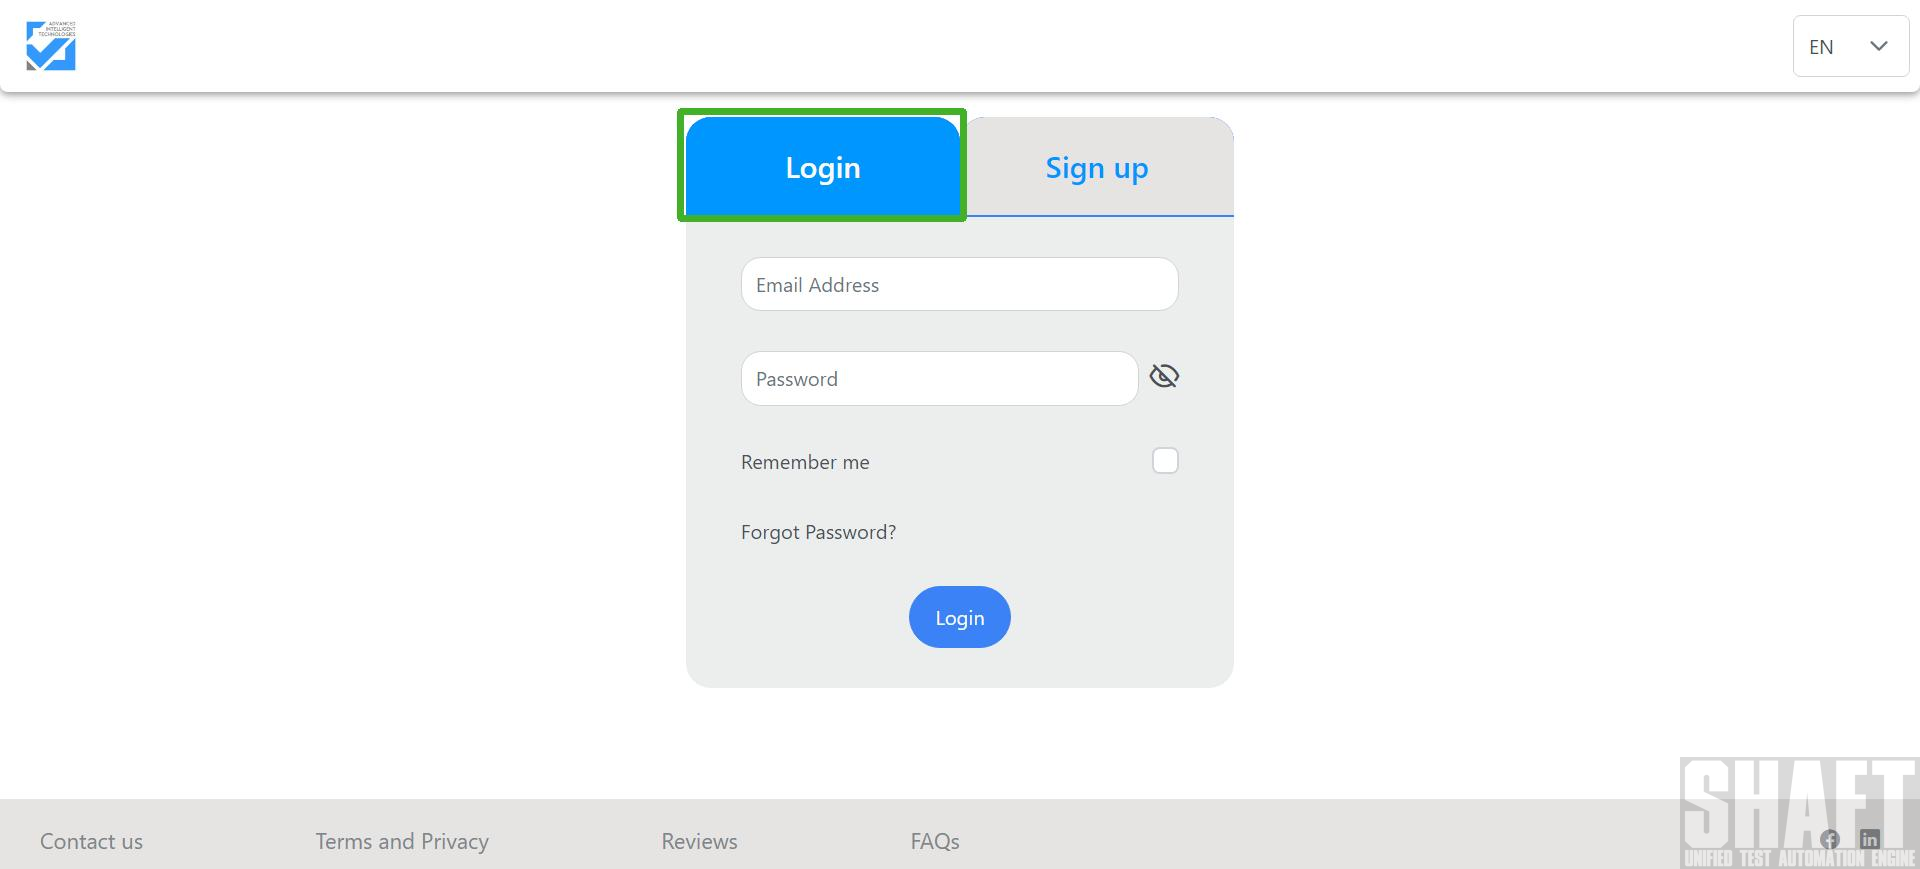 ADVANCED
INTELLIGENT
TECHNOLOGIES
EN
Login
Sign up
Email Address
Password
Remember me
Forgot Password?
Login
Contact us
Terms and Privacy
Reviews
FAQs
in
SHAFT
UNIFIED TEST AUTOMATION ENGINE